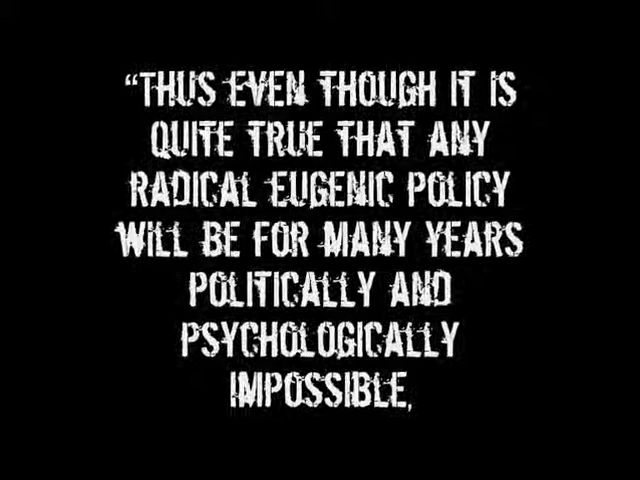 “THUS EVEN THOUGH IT IS
QUITE TRUE THAT ANY
RADICAL EUGENIC POLICY
WILL BE FOR MANY YEARS
POLITICALLY AND
PSYCHOLOGICALLY
IMPOSSIBLE,